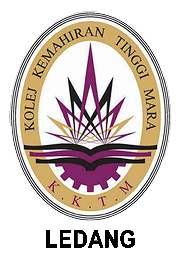 KOLEJ KEMAHIRAN TINGGI MARA
K.K.T.M
LEDANG